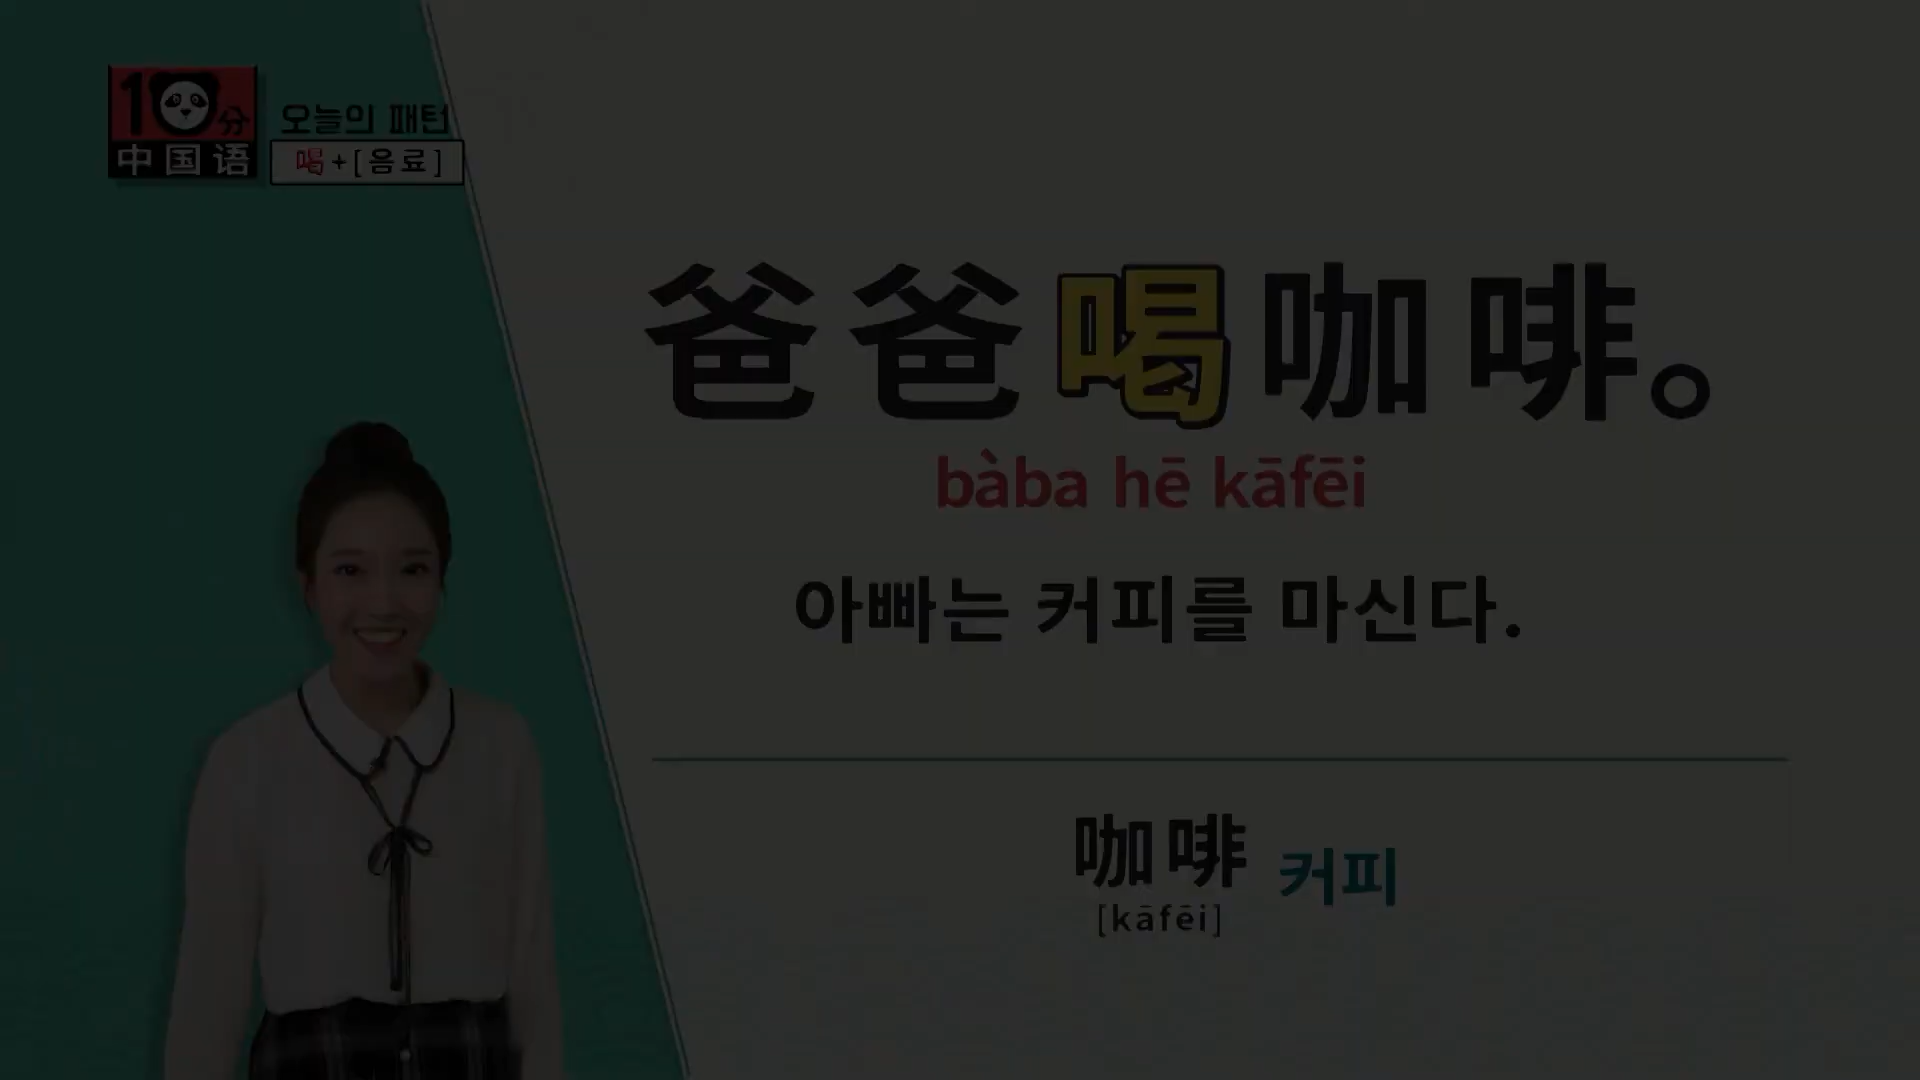 10分
中国语
오늘의 패턴
喝+[음료]
爸爸喝咖啡。
bàba hē kāfēi
아빠는 커피를 마신다.
咖啡 커피
[kāfēi]